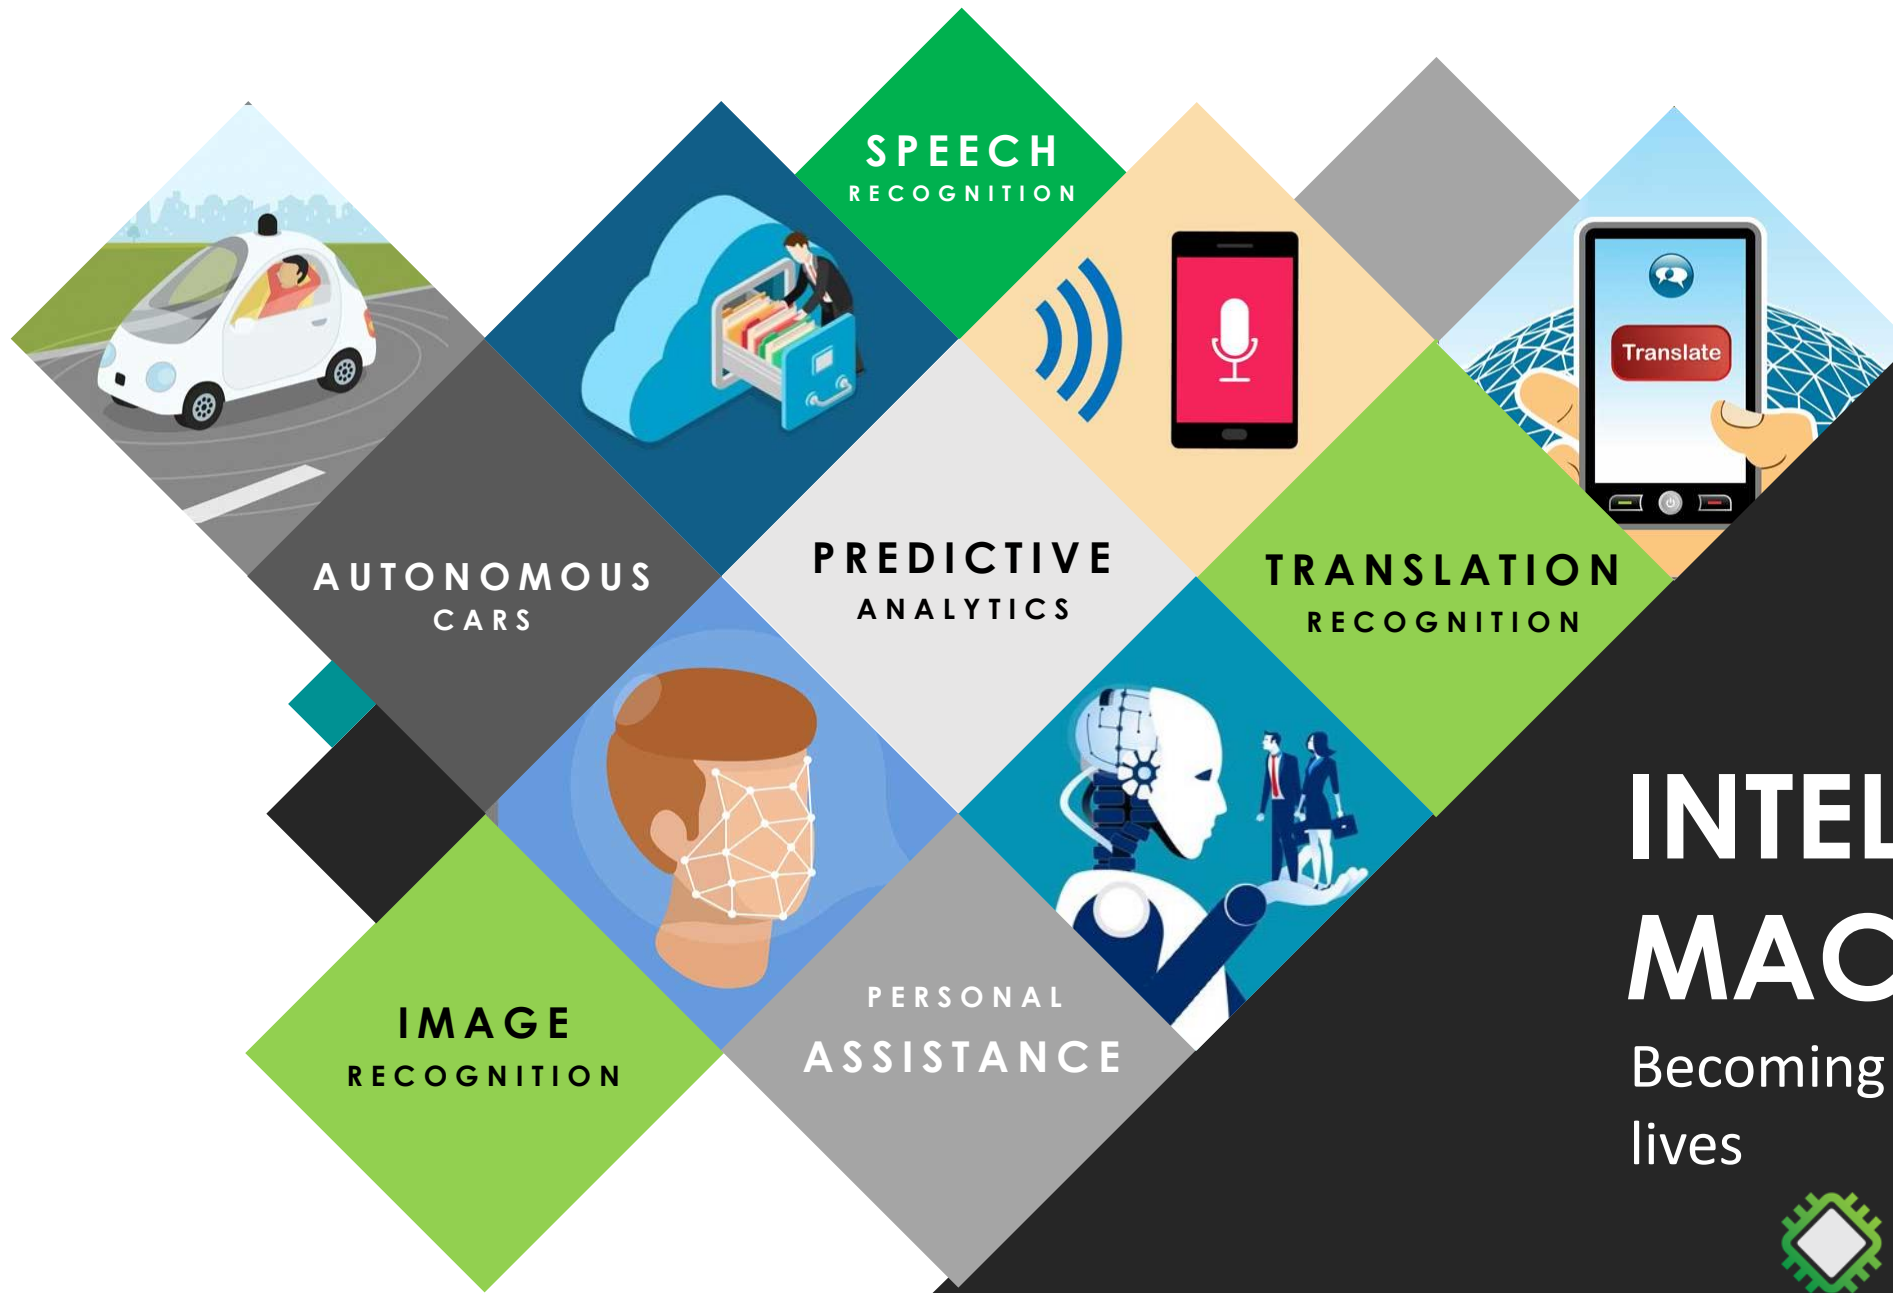 SPEECH
RECOGNITION
Translate
AUTONOMOUS
CARS
PREDICTIVE
ANALYTICS
TRANSLATION
RECOGNITION
IMAGE
RECOGNITION
PERSONAL
ASSISTANCE
Becoming
lives